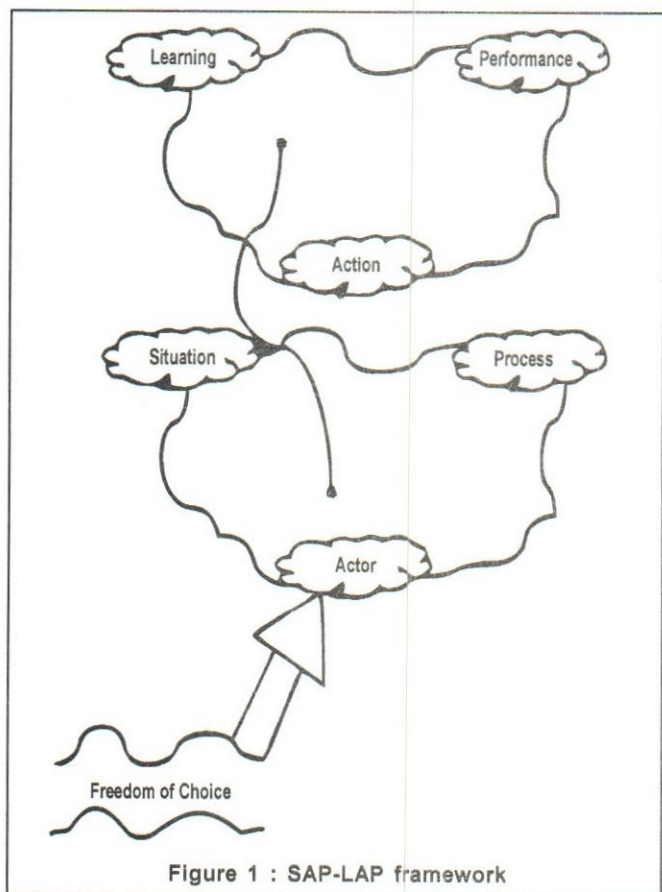 Learning
Performance
Action
Situation
Process
Actor
Freedom of Choice
Figure 1 : SAP-LAP framework